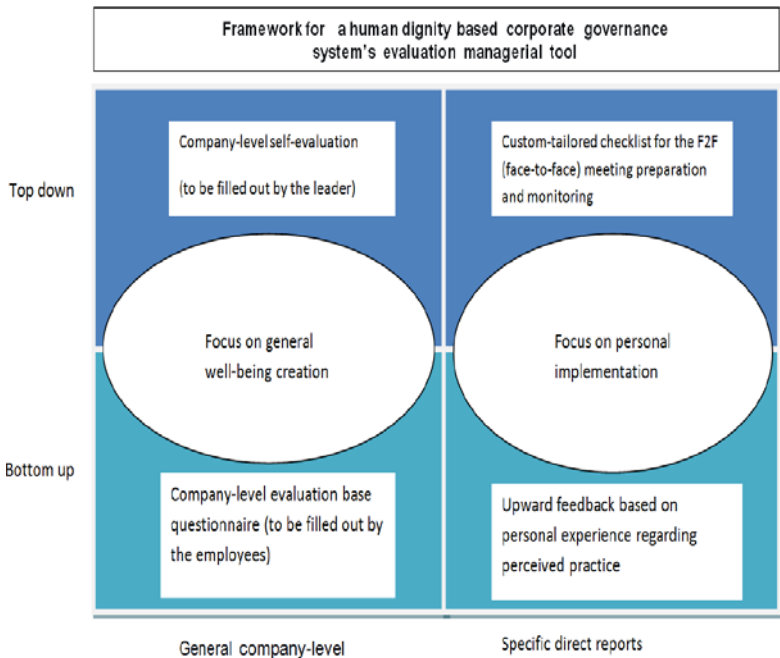 Framework for a human dignity based corporate governance
system's evaluation managerial tool
Company-level self-evaluation
(to be filled out by the leader)
Custom-tailored checklist for the F2F
(face-to-face) meeting preparation
and monitoring
Top down
Focus on general
well-being creation
Focus on personal
implementation
Bottom up
Company-level evaluation base
questionnaire (to be filled out by
the employees)
Upward feedback based on
personal experience regarding
perceived practice
General company-level
Specific direct reports